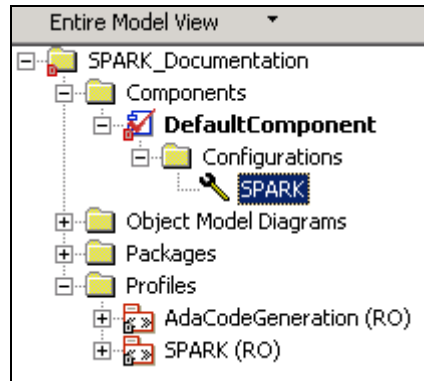 Entire Model View
SPARK_Documentation
Components
DefaultComponent
Configurations
SPARK
Object Model Diagrams
Packages
Profiles
AdaCodeGeneration (RO)
SPARK (RO)